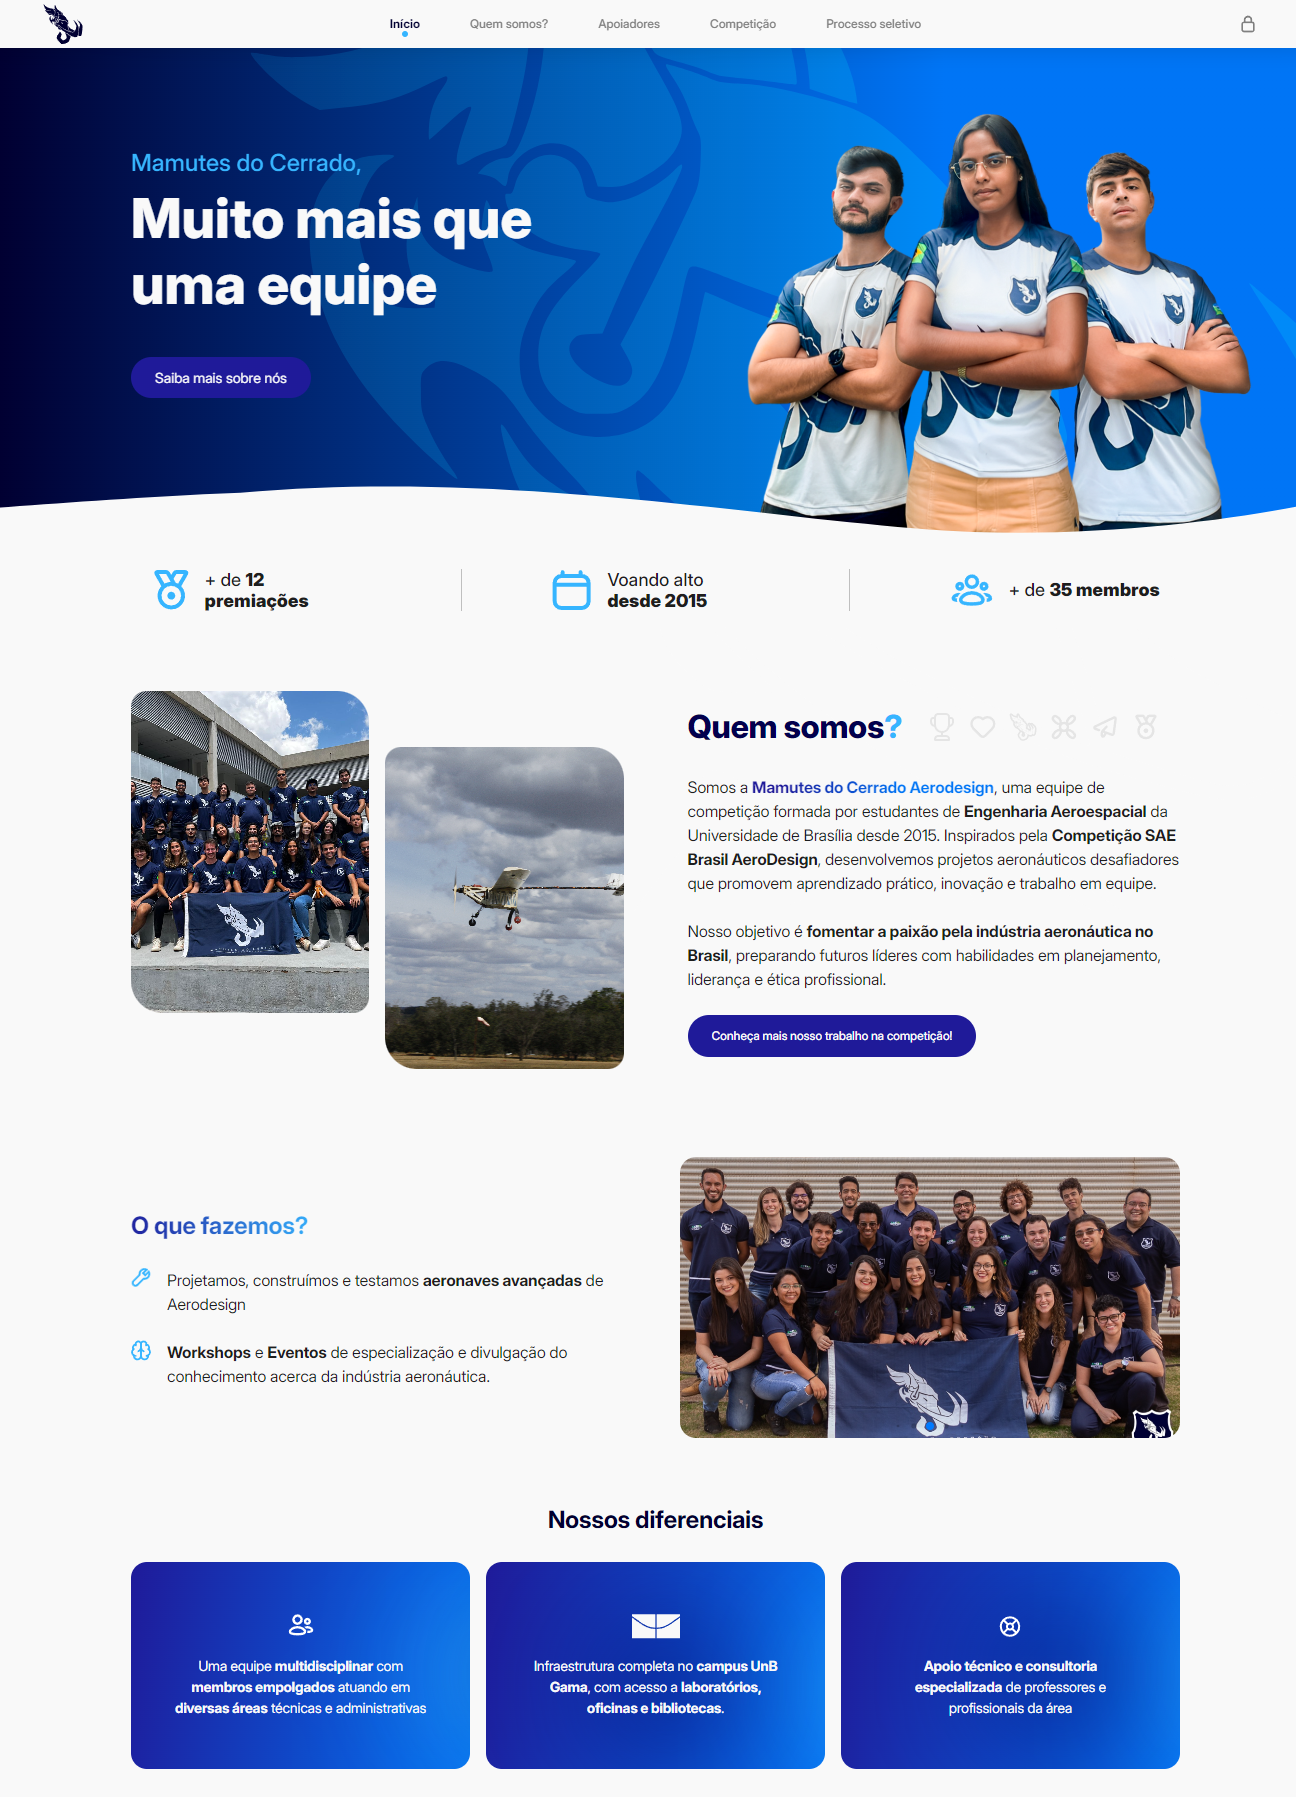 Início
Quem somos?
Apoiadores
Competição
Processo seletivo
Mamutes do Cerrado,
Muito mais que
uma equipe
Saiba mais sobre nós
+ de 12
premiações
Voando alto
desde 2015
+ de 35 membros
Quem somos?
Somos a Mamutes do Cerrado Aerodesign, uma equipe de
competição formada por estudantes de Engenharia Aeroespacial da
Universidade de Brasília desde 2015. Inspirados pela Competição SAE
Brasil AeroDesign, desenvolvemos projetos aeronáuticos desafiadores
que promovem aprendizado prático, inovação e trabalho em equipe.
Nosso objetivo é fomentar a paixão pela indústria aeronáutica no
Brasil, preparando futuros líderes com habilidades em planejamento,
liderança e ética profissional.
Conheça mais nosso trabalho na competição!
O que fazemos?
Projetamos, construímos e testamos aeronaves avançadas de
Aerodesign
Workshops e Eventos de especialização e divulgação do
conhecimento acerca da indústria aeronáutica.
Nossos diferenciais
Uma equipe multidisciplinar com
membros empolgados atuando em
diversas áreas técnicas e administrativas
Infraestrutura completa no campus UnB
Gama, com acesso a laboratórios,
oficinas e bibliotecas.
Apoio técnico e consultoria
especializada de professores e
profissionais da área